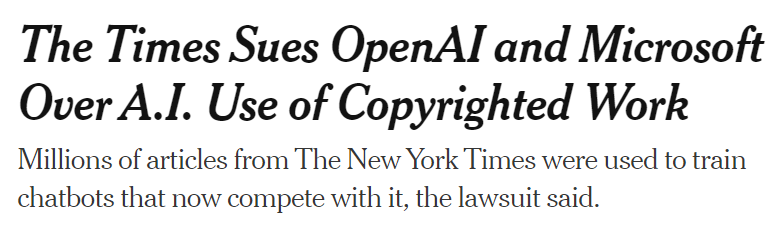 The Times Sues OpenAI and Microsoft
Over A.I. Use of Copyrighted Work
Millions of articles from The New York Times were used to train
chatbots that now compete with it, the lawsuit said.